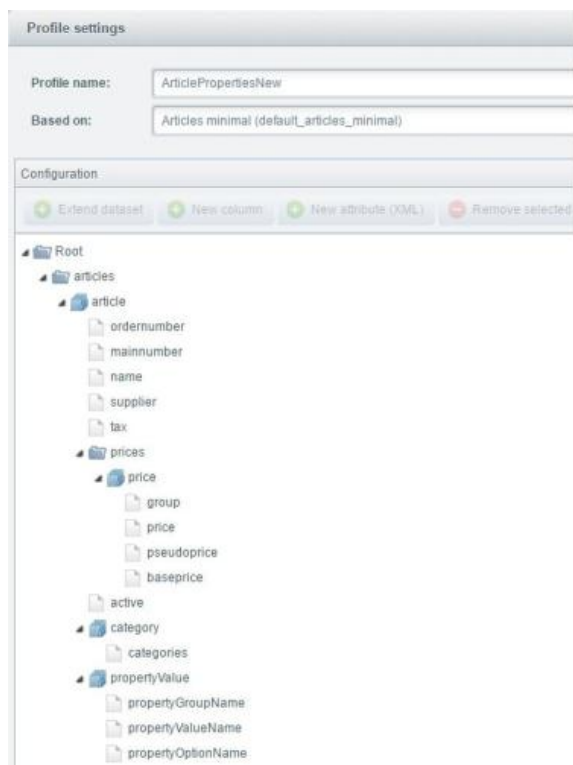 Profile settings
Profile name: ArticlePropertiesNew
Based on: Articles minimal (default_articles_minimal)
Configuration
Extend dataset New column New attribute (XML) Remove selected
Root
articles
article
ordernumber
mainnumber
name
supplier
tax
prices
price
group
price
pseudoprice
baseprice
active
category
categories
propertyValue
propertyGroupName
propertyValueName
propertyOptionName